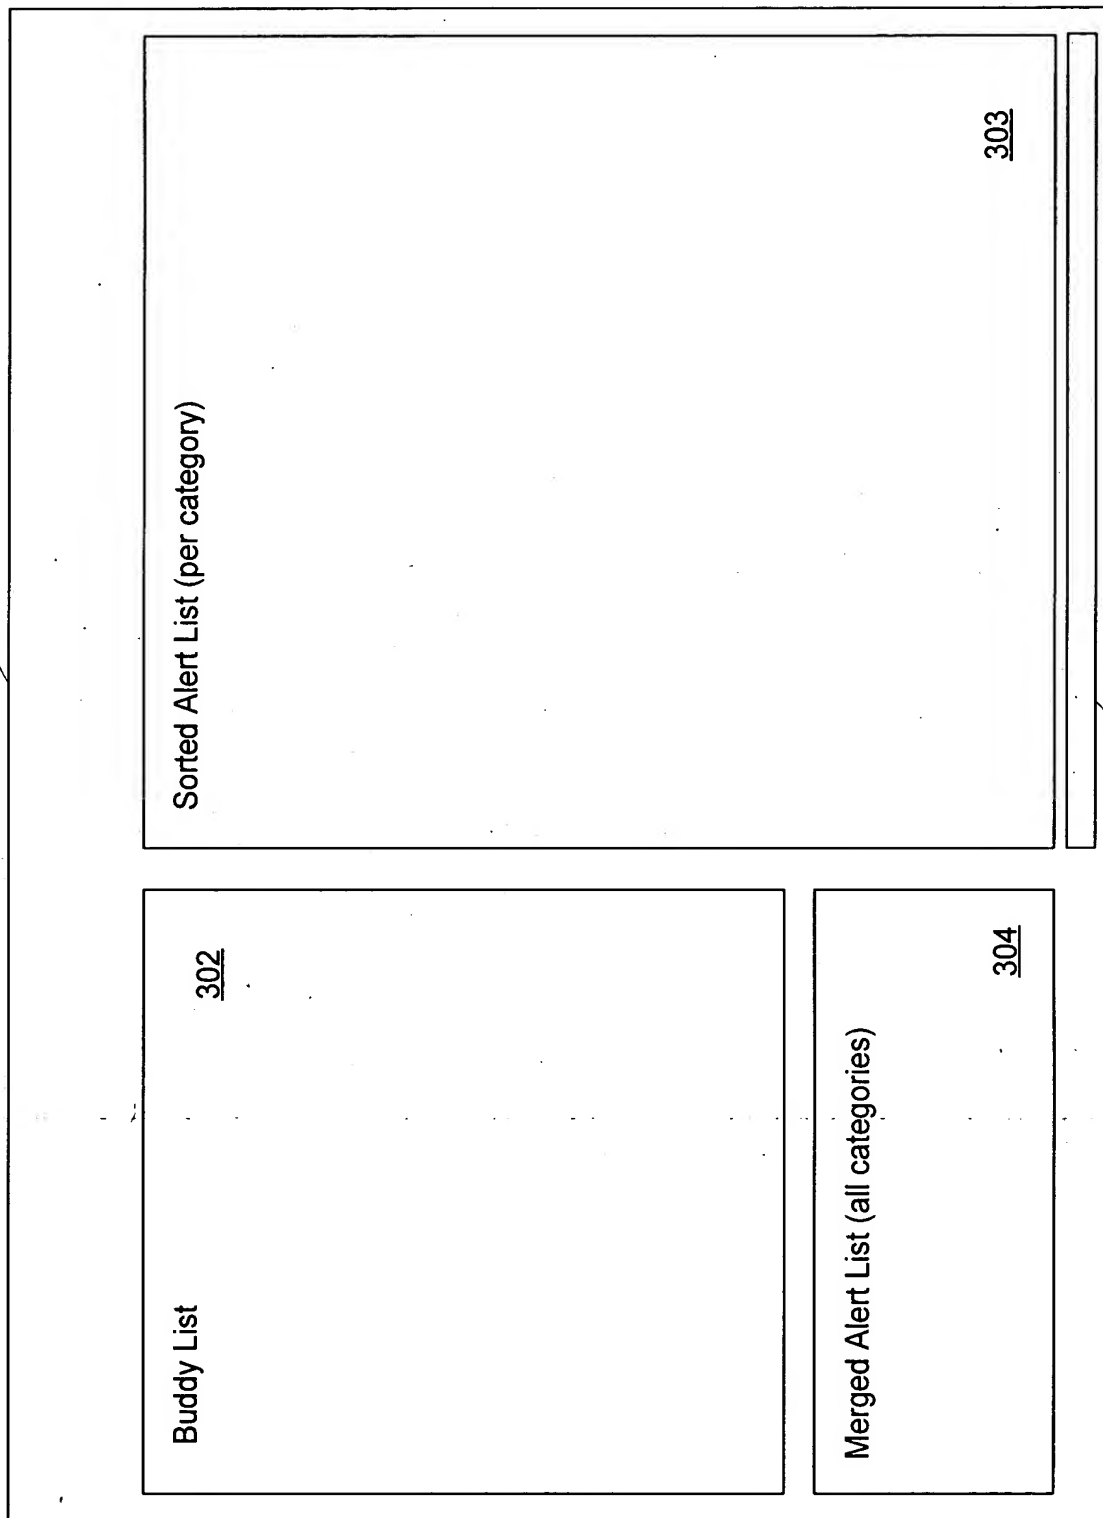 Buddy List
302
Sorted Alert List (per category)
303
Merged Alert List (all categories)
304